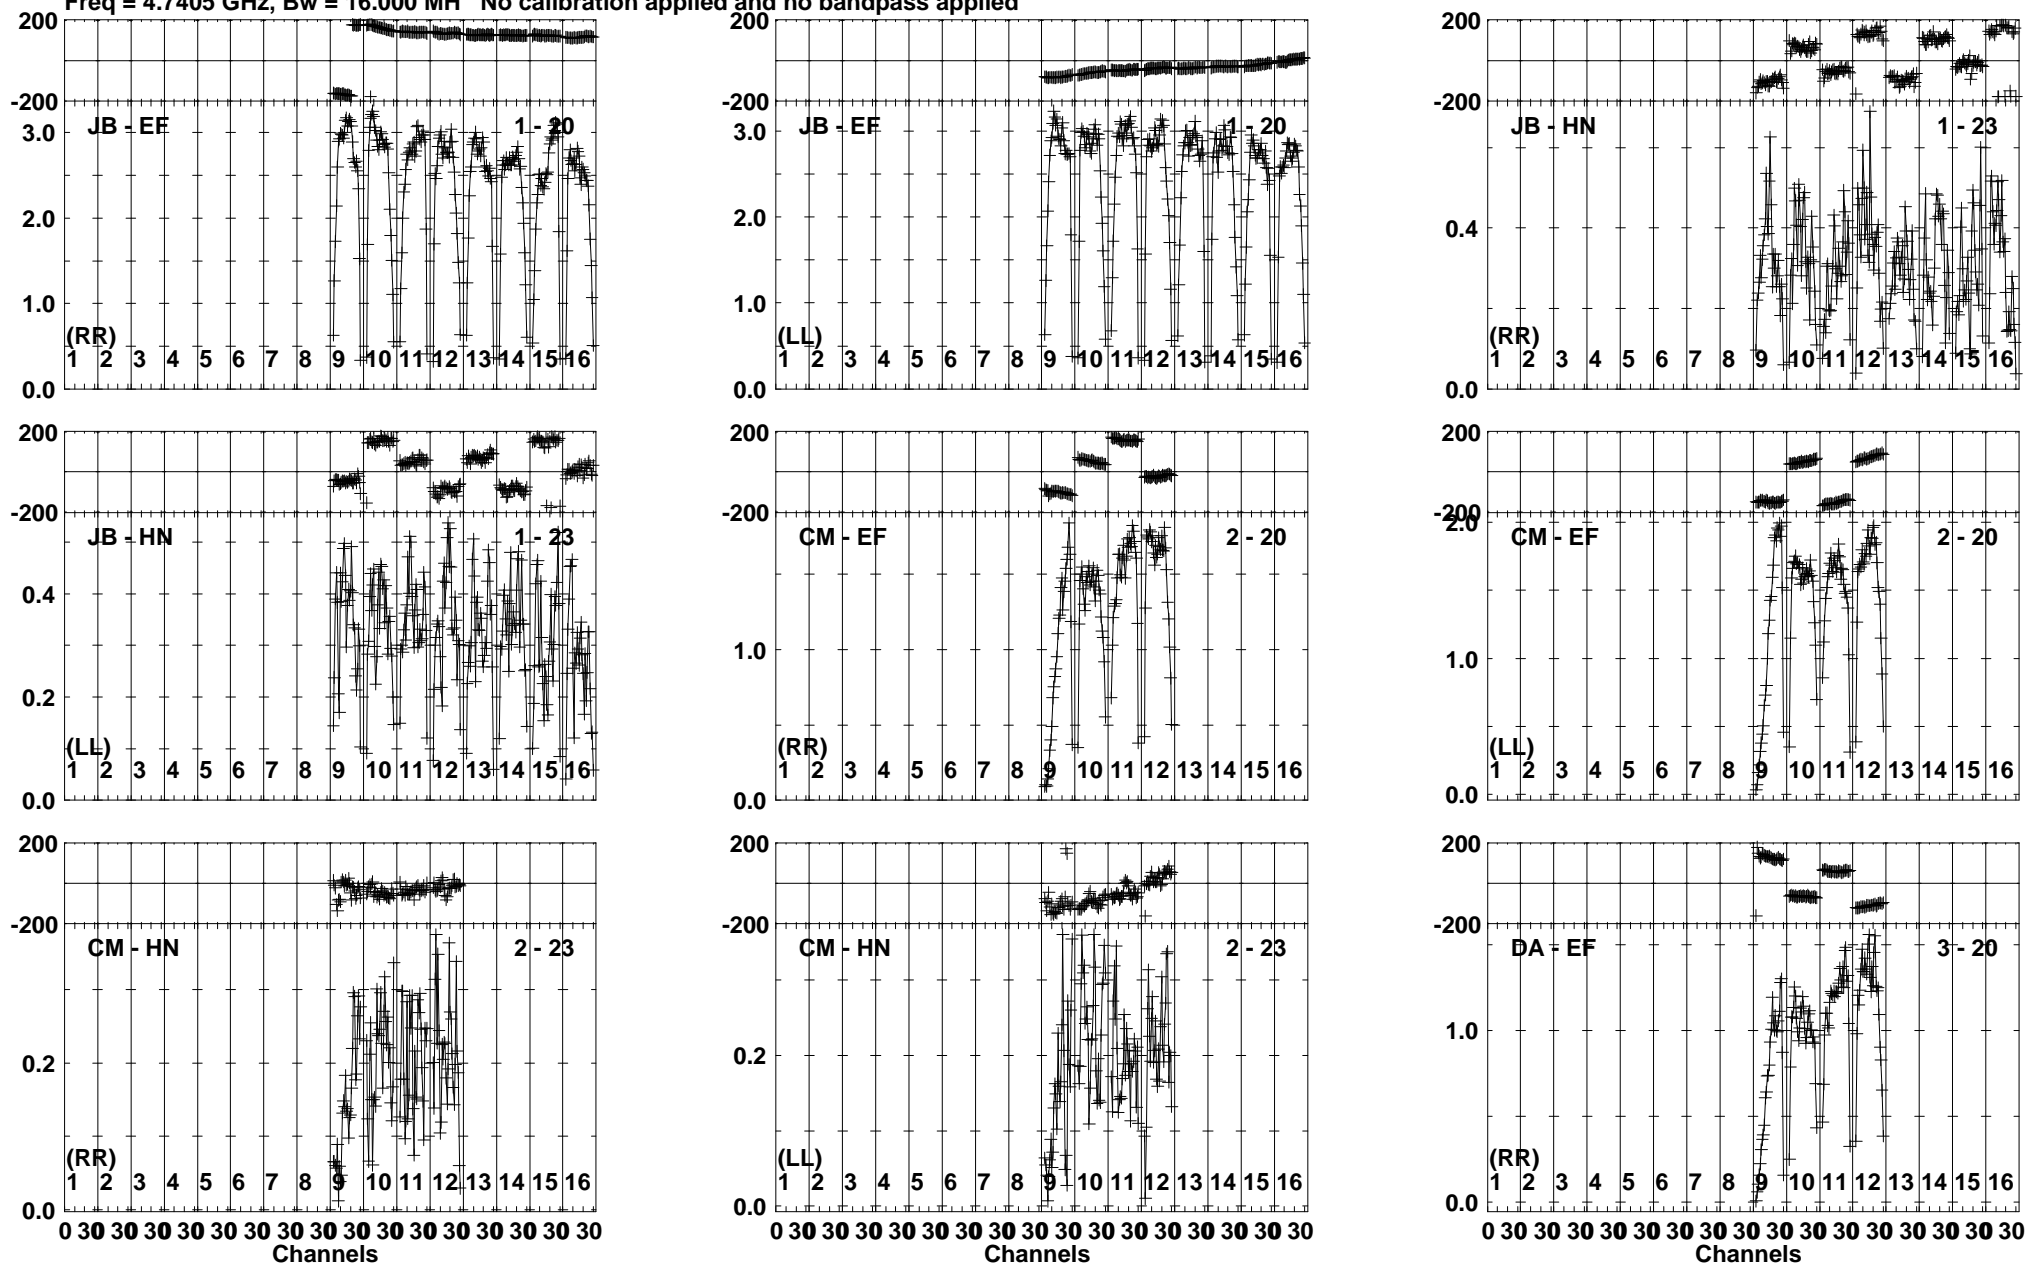 Freq = 4.7405 GHz, Bw = 16.000 MH No calibration applied and no bandpass applied
200
-200
JB - EF 1 - 20
3.0
2.0
1.0
0.0
(RR)
1 2 3 4 5 6 7 8 9 10 11 12 13 14 15 16
200
-200
JB - EF 1 - 20
3.0
2.0
1.0
0.0
(LL)
1 2 3 4 5 6 7 8 9 10 11 12 13 14 15 16
200
-200
JB - HN 1 - 23
0.4
0.0
(RR)
1 2 3 4 5 6 7 8 9 10 11 12 13 14 15 16
200
-200
JB - HN 1 - 23
0.4
0.2
0.0
(LL)
1 2 3 4 5 6 7 8 9 10 11 12 13 14 15 16
200
-200
CM - EF 2 - 20
1.0
0.0
(RR)
1 2 3 4 5 6 7 8 9 10 11 12 13 14 15 16
200
-200
2.0
CM - EF 2 - 20
1.0
0.0
(LL)
1 2 3 4 5 6 7 8 9 10 11 12 13 14 15 16
200
-200
CM - HN 2 - 23
0.2
0.0
(RR)
1 2 3 4 5 6 7 8 9 10 11 12 13 14 15 16
0 30 30 30 30 30 30 30 30 30 30 30 30 30 30 30 30
Channels
200
-200
CM - HN 2 - 23
0.2
0.0
(LL)
1 2 3 4 5 6 7 8 9 10 11 12 13 14 15 16
0 30 30 30 30 30 30 30 30 30 30 30 30 30 30 30 30
Channels
200
-200
DA - EF 3 - 20
1.0
0.0
(RR)
1 2 3 4 5 6 7 8 9 10 11 12 13 14 15 16
0 30 30 30 30 30 30 30 30 30 30 30 30 30 30 30 30
Channels